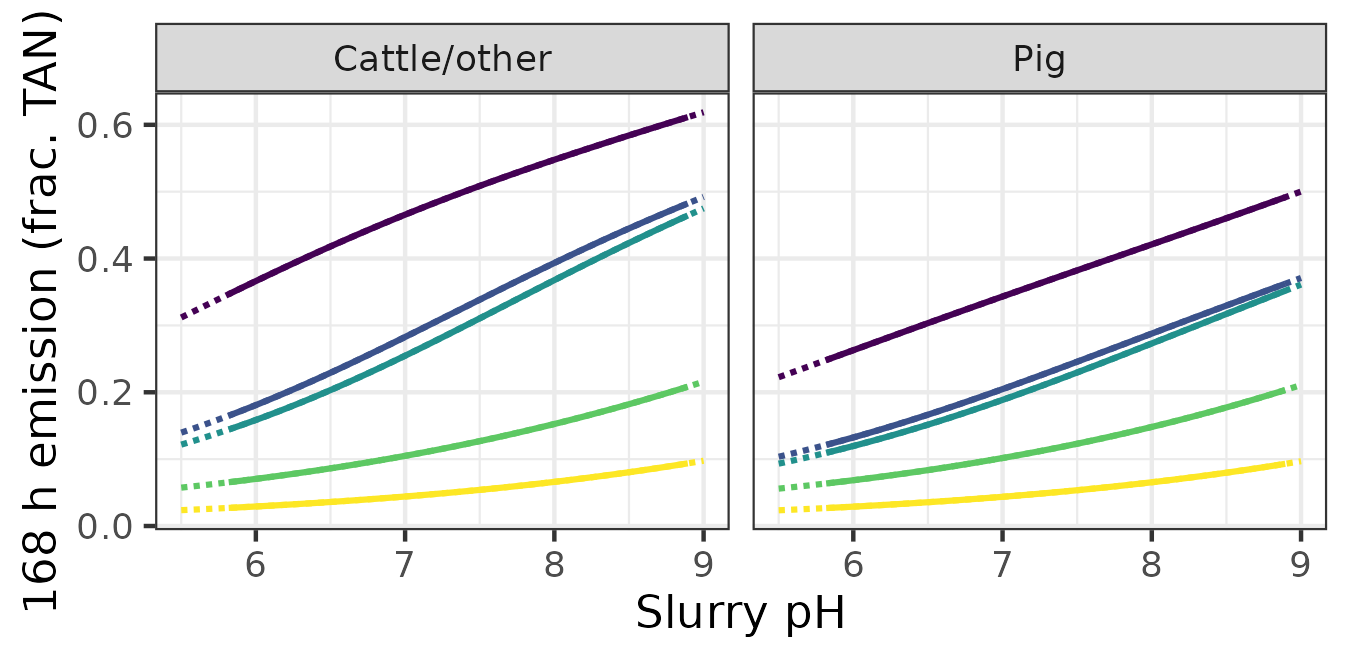 Cattle/other
Pig
168 h emission (frac. TAN)
0.6
0.4
0.2
0.0
6 7 8 9
6 7 8 9
Slurry pH